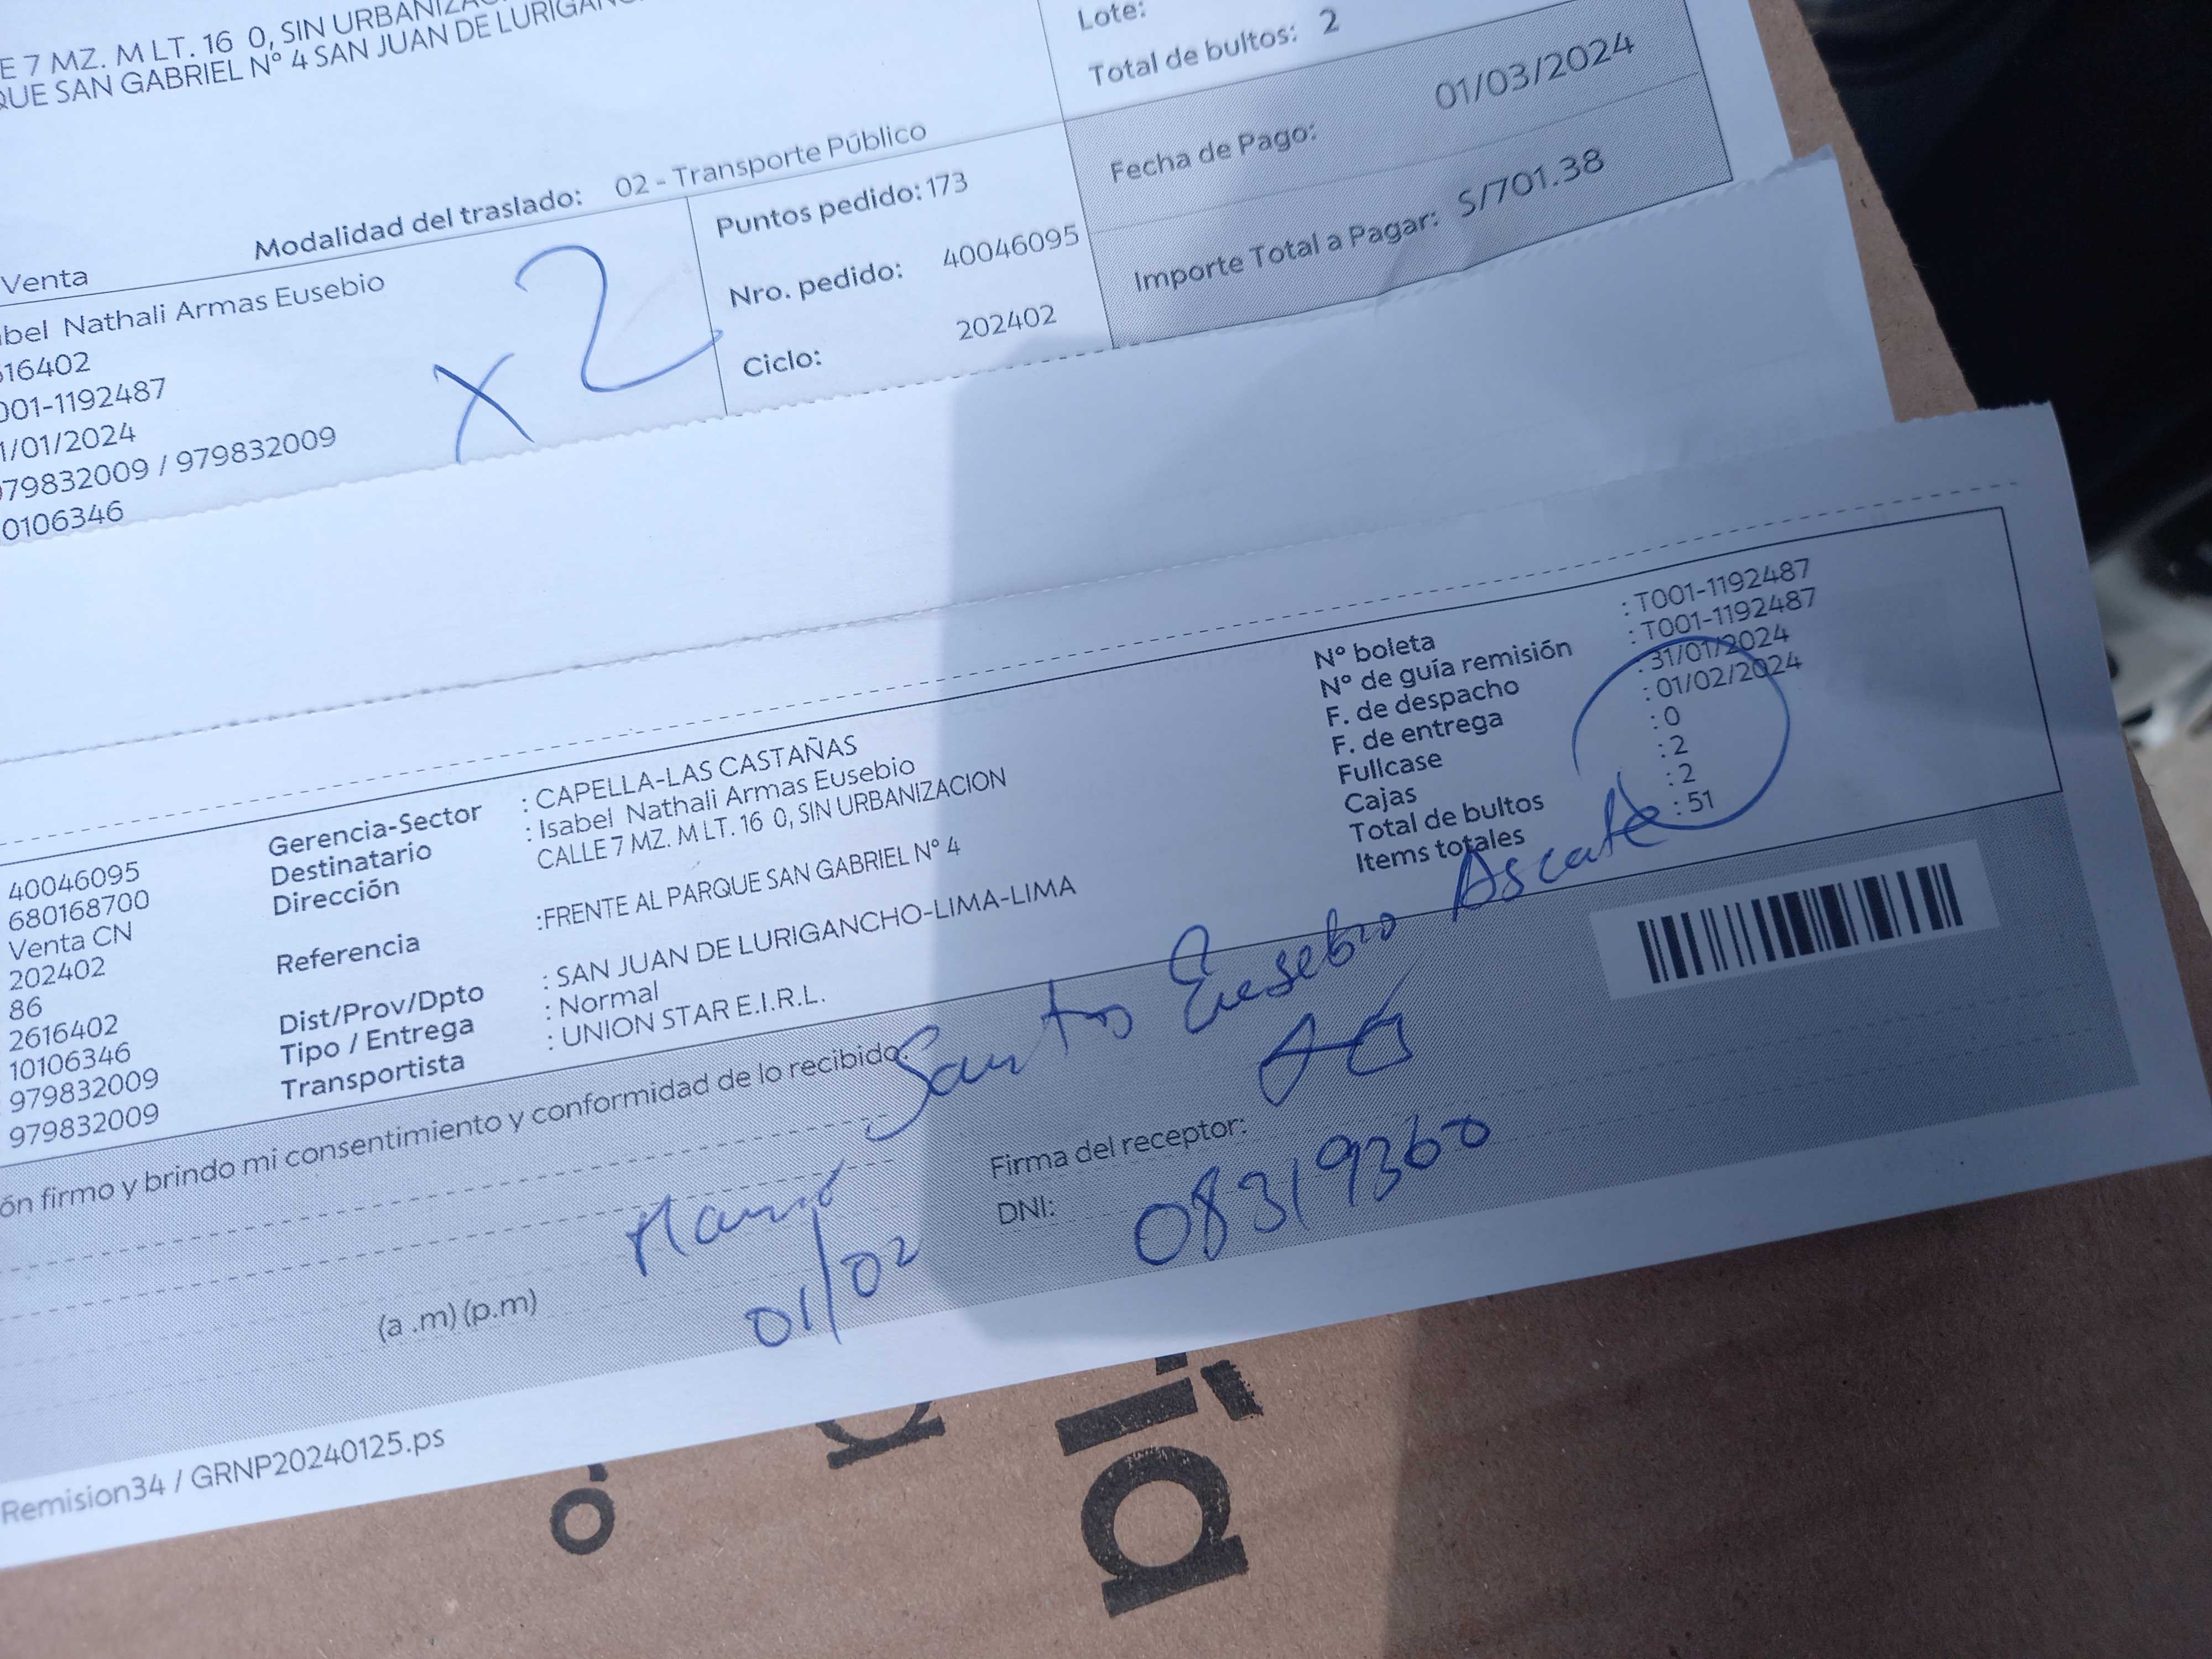 E 7 MZ. M LT. 16 0, SIN URBANIZAC
QUE SAN GABRIEL Nº 4 SAN JUAN DE LURIGANC
Lote:
Total de bultos: 2
Modalidad del traslado: 02 - Transporte Público
Fecha de Pago: 01/03/2024
Importe Total a Pagar: S/701.38
Puntos pedido: 173
Nro. pedido: 40046095
Ciclo: 202402
Venta
bel Nathali Armas Eusebio
616402
001-1192487
1/01/2024
979832009 / 979832009
0106346
x2
40046095
680168700
Venta CN
202402
86
2616402
10106346
979832009
979832009
Gerencia-Sector : CAPELLA-LAS CASTAÑAS
Destinatario : Isabel Nathali Armas Eusebio
Dirección CALLE 7 MZ. M LT. 16 0, SIN URBANIZACION
Referencia :FRENTE AL PARQUE SAN GABRIEL Nº 4
Dist/Prov/Dpto : SAN JUAN DE LURIGANCHO-LIMA-LIMA
Tipo / Entrega : Normal
Transportista : UNION STAR E.I.R.L.
Nº boleta : T001-1192487
Nº de guía remisión : T001-1192487
F. de despacho : 31/01/2024
F. de entrega : 01/02/2024
Fullcase : 0
Cajas : 2
Total de bultos : 2
Items totales : 51
ón firmo y brindo mi consentimiento y conformidad de lo recibido.
Santos Eusebio Ascate
Firma del receptor:
DNI: 08319360
01/02
(a .m) (p.m)
Remision34 / GRNP20240125.ps